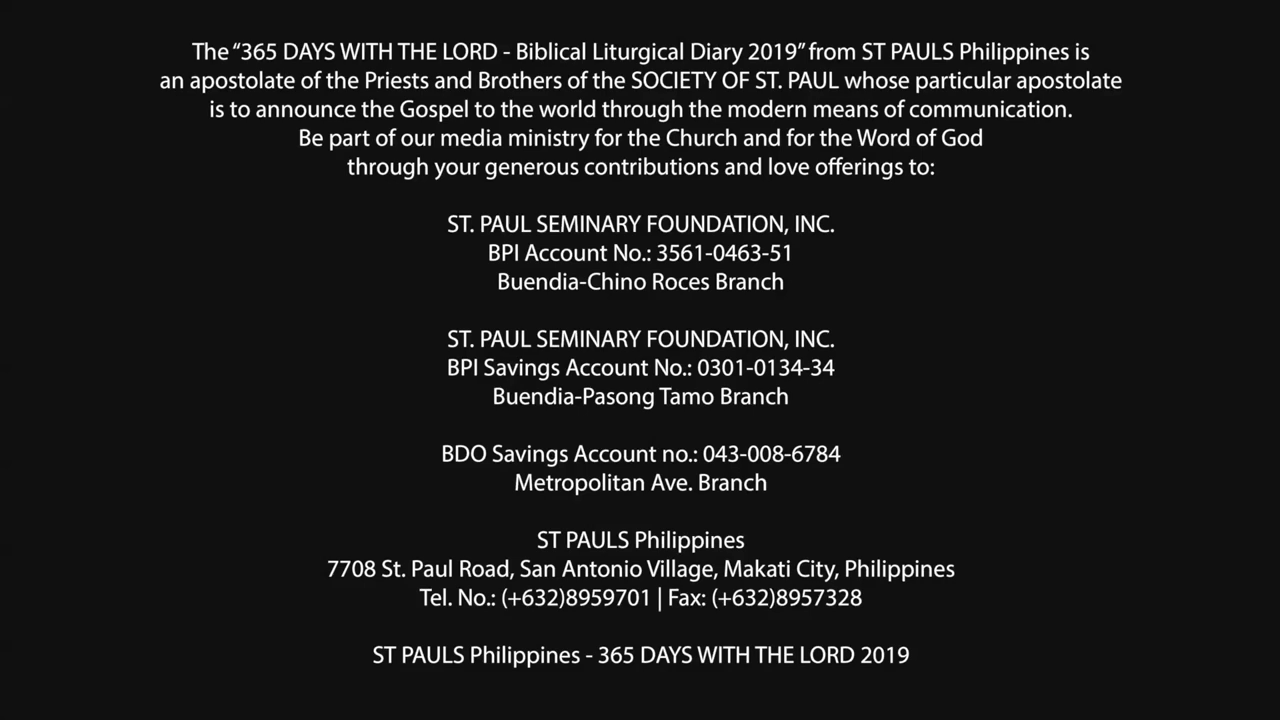 The “365 DAYS WITH THE LORD - Biblical Liturgical Diary 2019” from ST PAULS Philippines is
an apostolate of the Priests and Brothers of the SOCIETY OF ST. PAUL whose particular apostolate
is to announce the Gospel to the world through the modern means of communication.
Be part of our media ministry for the Church and for the Word of God
through your generous contributions and love offerings to:
ST. PAUL SEMINARY FOUNDATION, INC.
BPI Account No.: 3561-0463-51
Buendia-Chino Roces Branch
ST. PAUL SEMINARY FOUNDATION, INC.
BPI Savings Account No.: 0301-0134-34
Buendia-Pasong Tamo Branch
BDO Savings Account no.: 043-008-6784
Metropolitan Ave. Branch
ST PAULS Philippines
7708 St. Paul Road, San Antonio Village, Makati City, Philippines
Tel. No.: (+632)8959701 | Fax: (+632)8957328
ST PAULS Philippines - 365 DAYS WITH THE LORD 2019